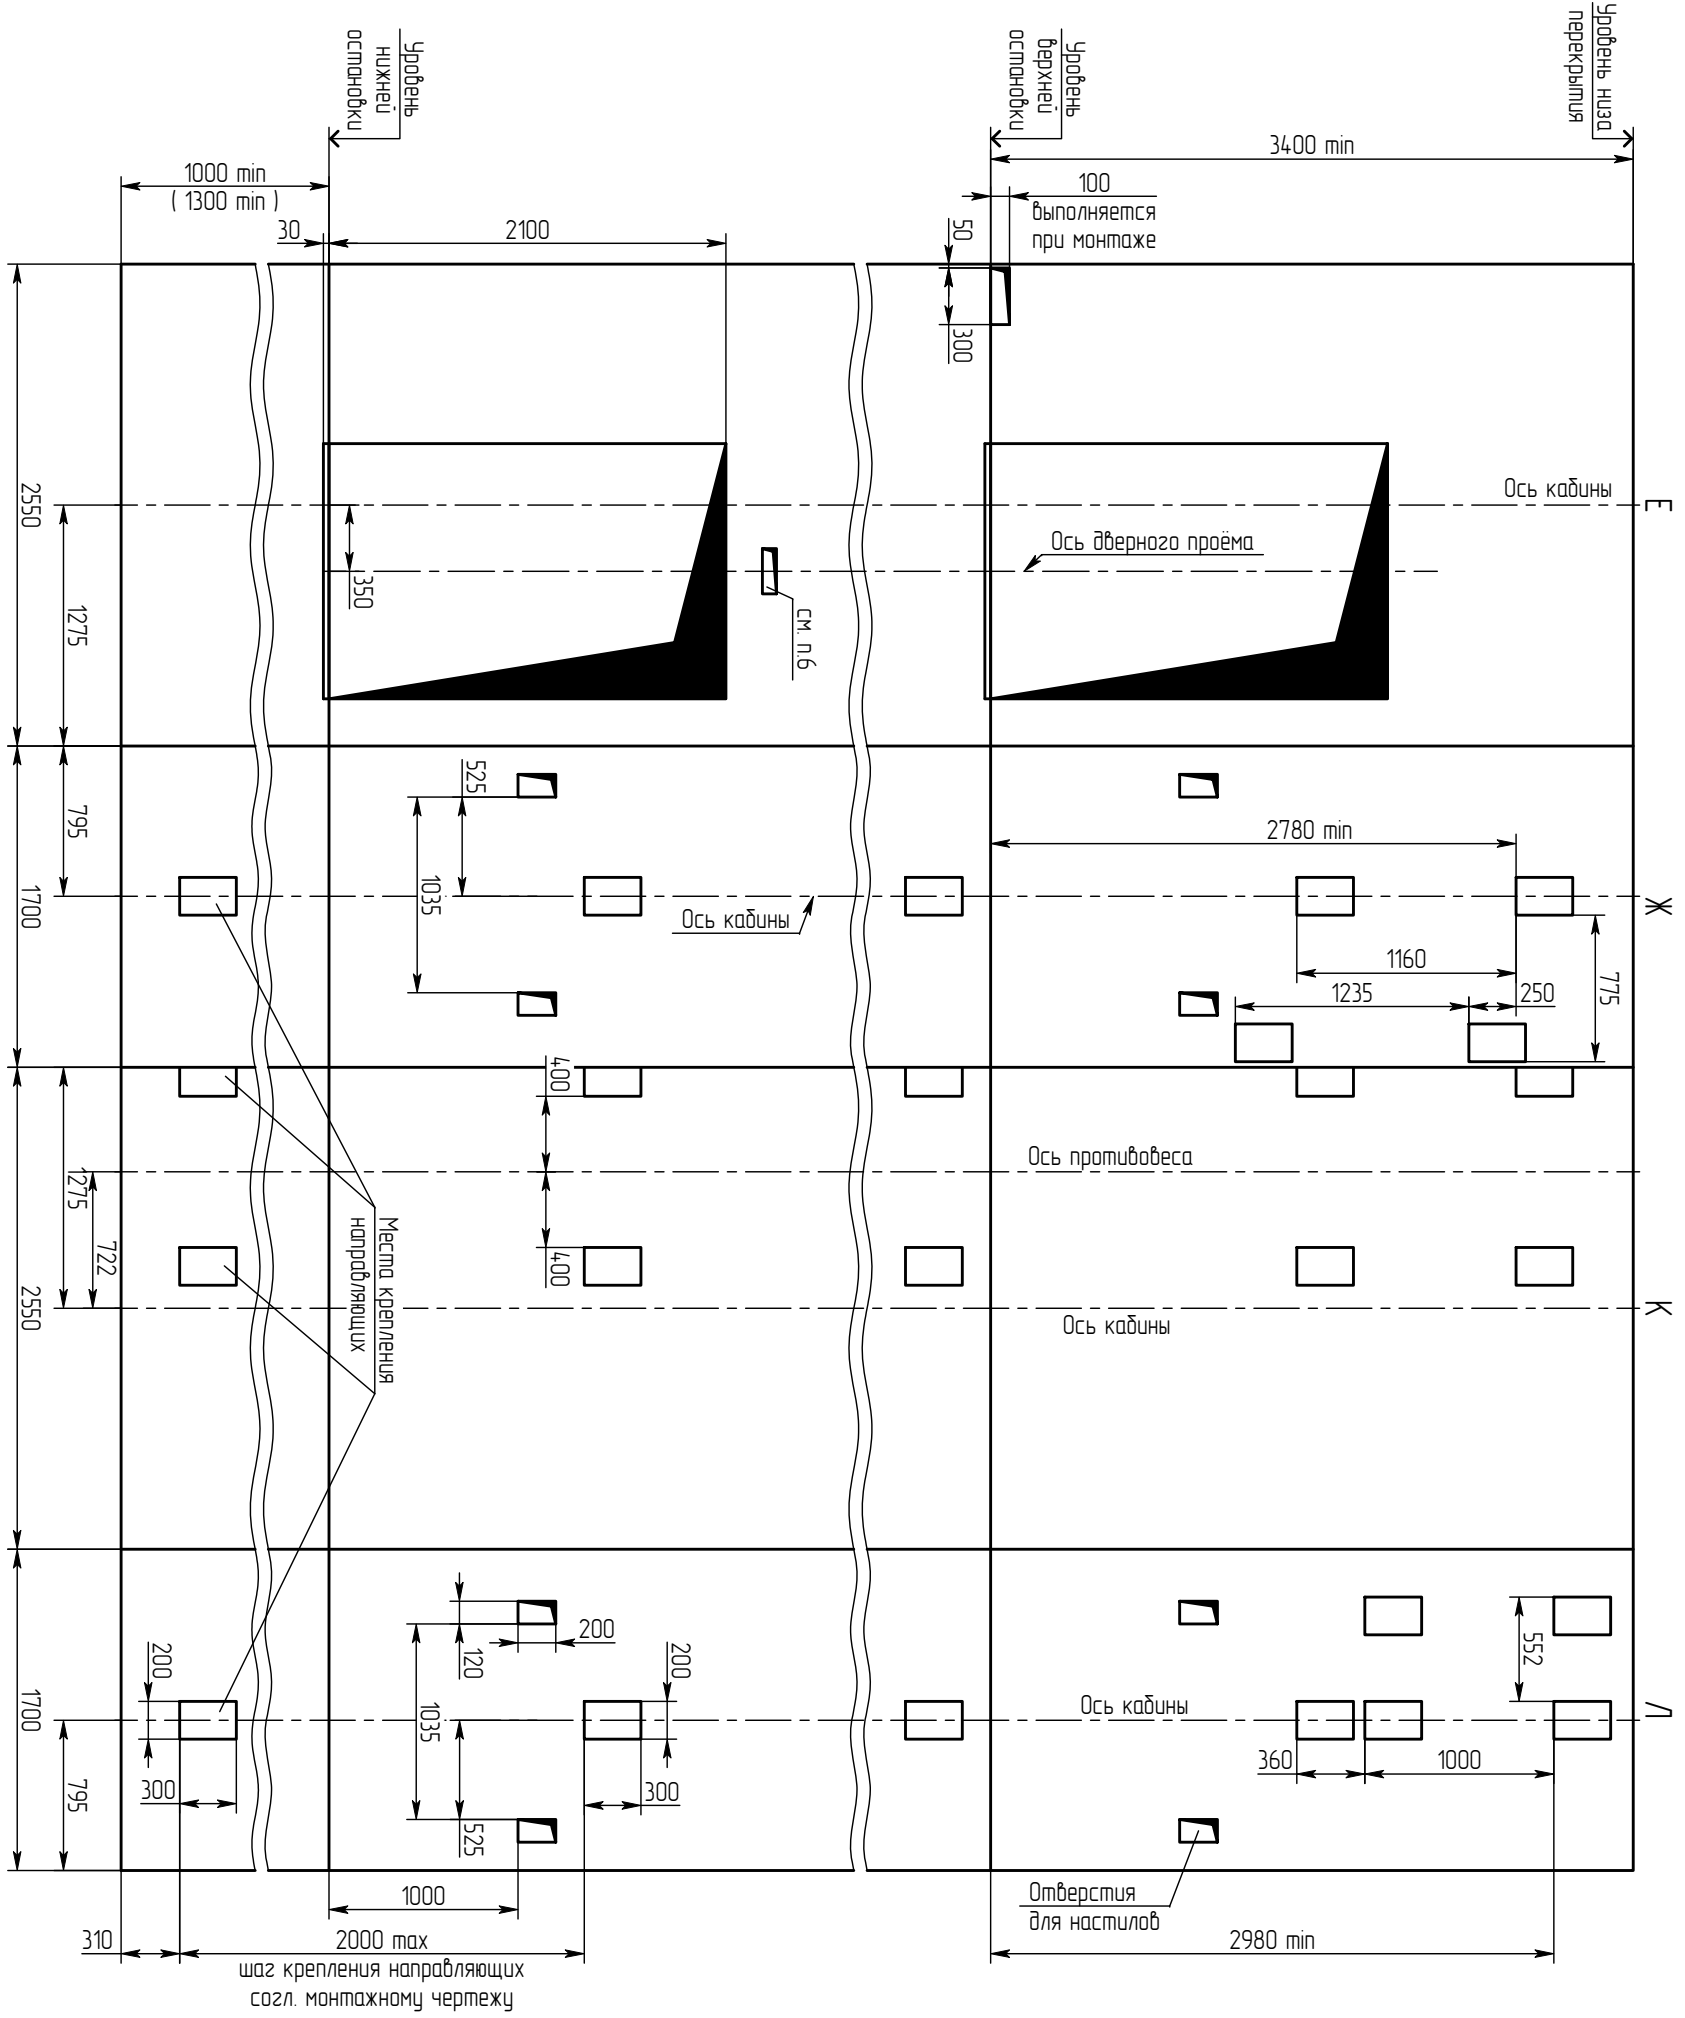 Уровень низа
перекрытия
3400 min
Уровень
верхней
остановки
Уровень
нижней
остановки
1000 min
( 1300 min )
100
выполняется
при монтаже
30
2100
50
300
Е
Ось кабины
Ось дверного проёма
350
см. п.6
2550
1275
525
795
1035
1700
Ж
2780 min
Ось кабины
1160
1235
250
775
400
Ось противовеса
400
1275
722
Места крепления
направляющих
К
Ось кабины
2550
552
200
200
120
200
1035
Л
Ось кабины
1700
360
1000
300
300
795
525
1000
Отверстия
для настилов
310
2000 max
шаг крепления направляющих
согл. монтажному чертежу
2980 min